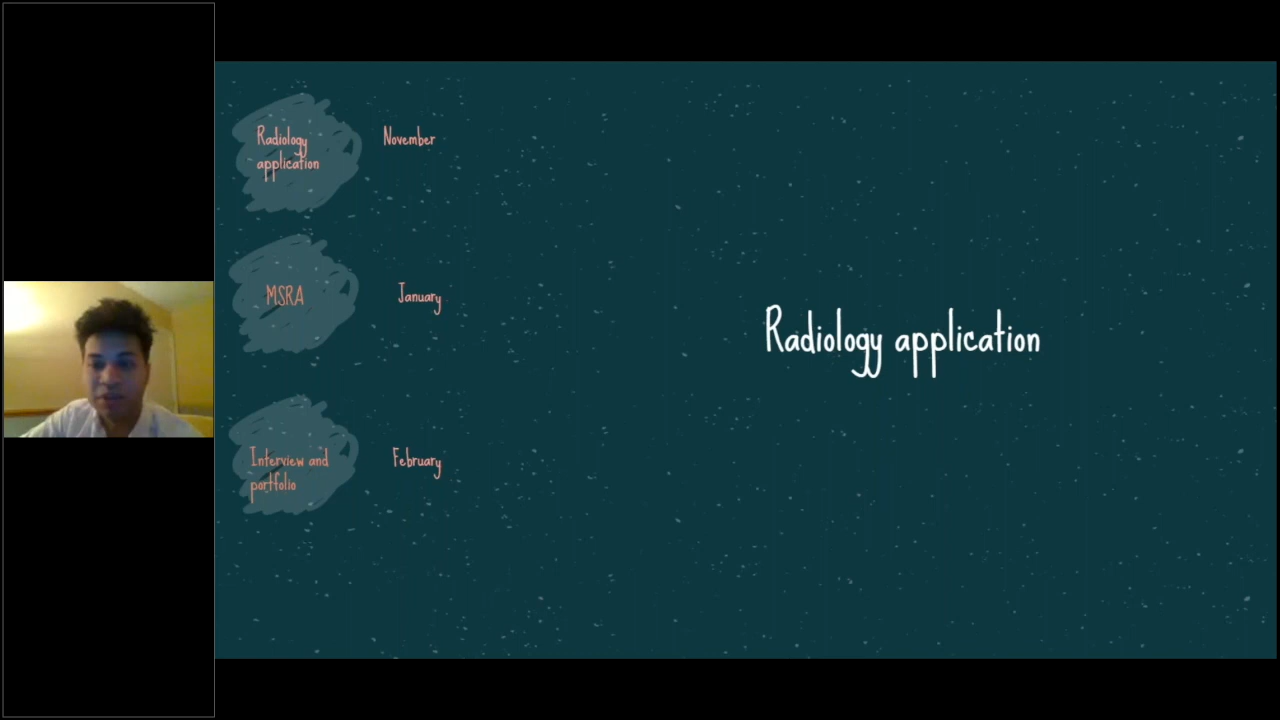 Radiology
application
November
MSRA
January
Interview and
portfolio
February
Radiology application